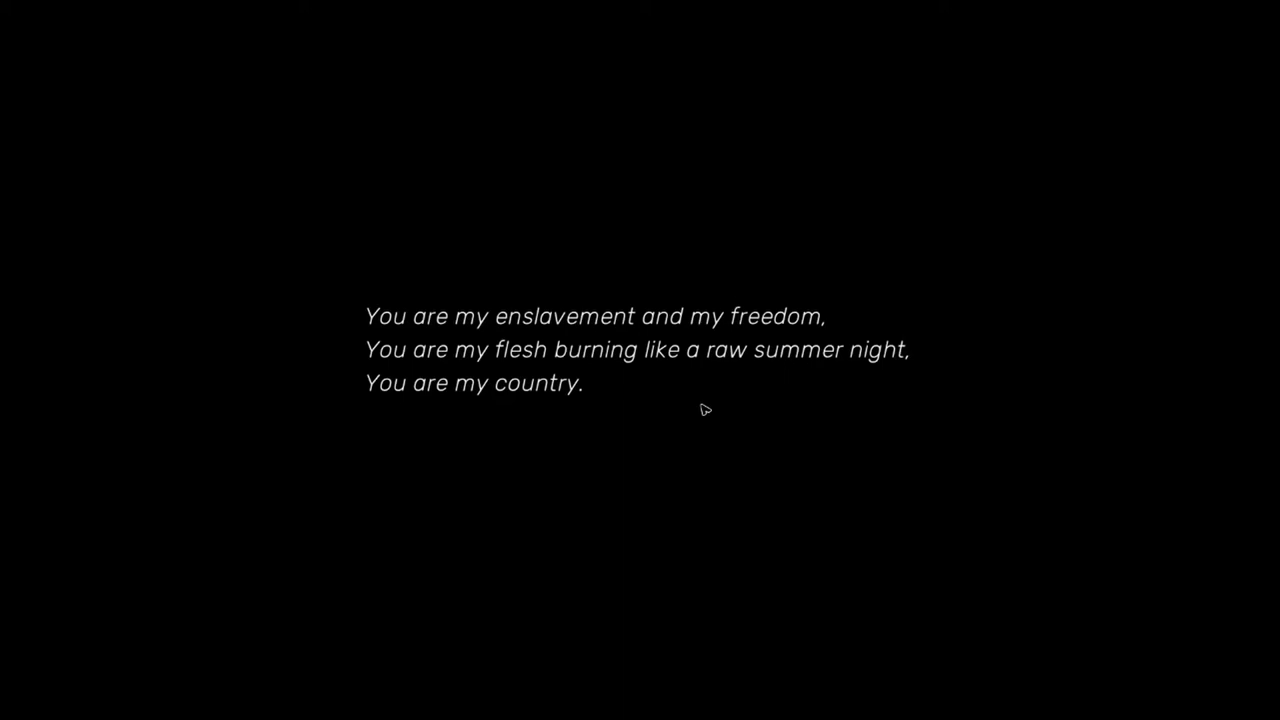 You are my enslavement and my freedom,
You are my flesh burning like a raw summer night,
You are my country.